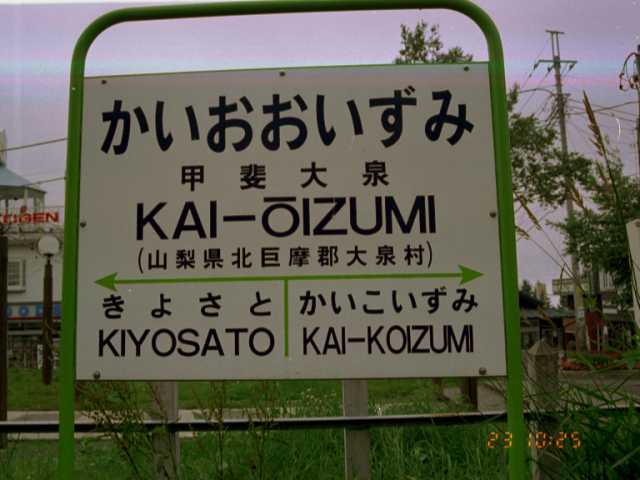 かいおおいずみ
甲斐大泉
KAI-ŌIZUMI
(山梨県北巨摩郡大泉村)
きよさと かいこいずみ
KIYOSATO KAI-KOIZUMI
23 10:25